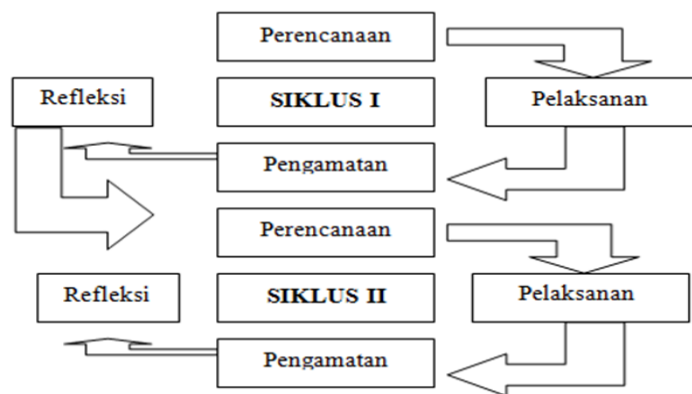 Perencanaan
Refleksi
SIKLUS I
Pelaksanan
Pengamatan
Perencanaan
Refleksi
SIKLUS II
Pelaksanan
Pengamatan